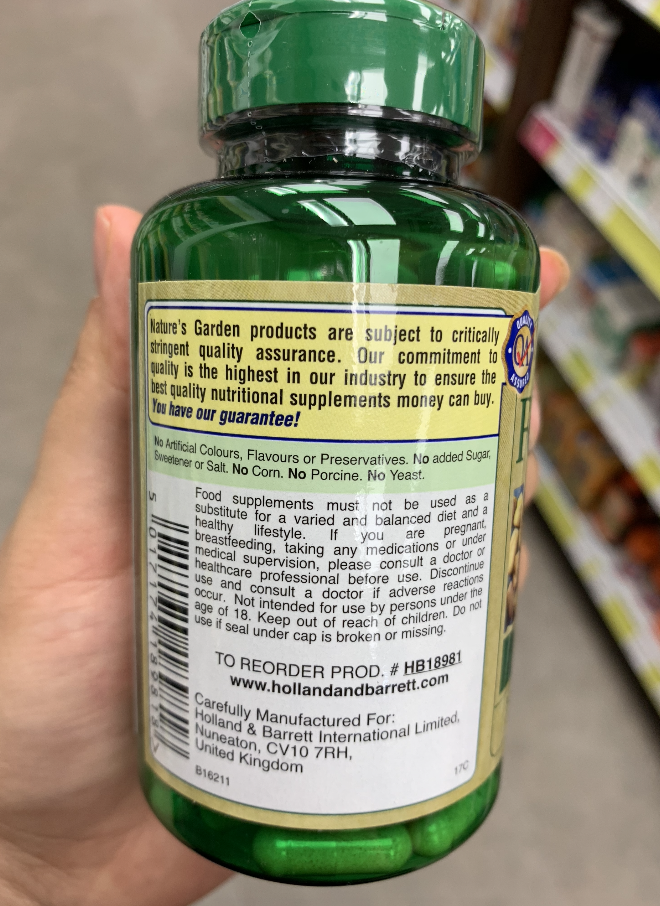 Nature's Garden products are subject to critically
stringent quality assurance. Our commitment to
quality is the highest in our industry to ensure the
best quality nutritional supplements money can buy.
You have our guarantee!
No Artificial Colours, Flavours or Preservatives. No added Sugar,
Sweetener or Salt. No Corn. No Porcine. No Yeast.
Food supplements must not be used as a
substitute for a varied and balanced diet and a
healthy lifestyle. If you are pregnant,
breastfeeding, taking any medications or under
medical supervision, please consult a doctor or
healthcare professional before use. Discontinue
use and consult a doctor if adverse reactions
occur. Not intended for use by persons under the
age of 18. Keep out of reach of children. Do not
use if seal under cap is broken or missing.
TO REORDER PROD. # HB18981
www.hollandandbarrett.com
Carefully Manufactured For:
Holland & Barrett International Limited,
Nuneaton, CV10 7RH,
United Kingdom
B16211
17C